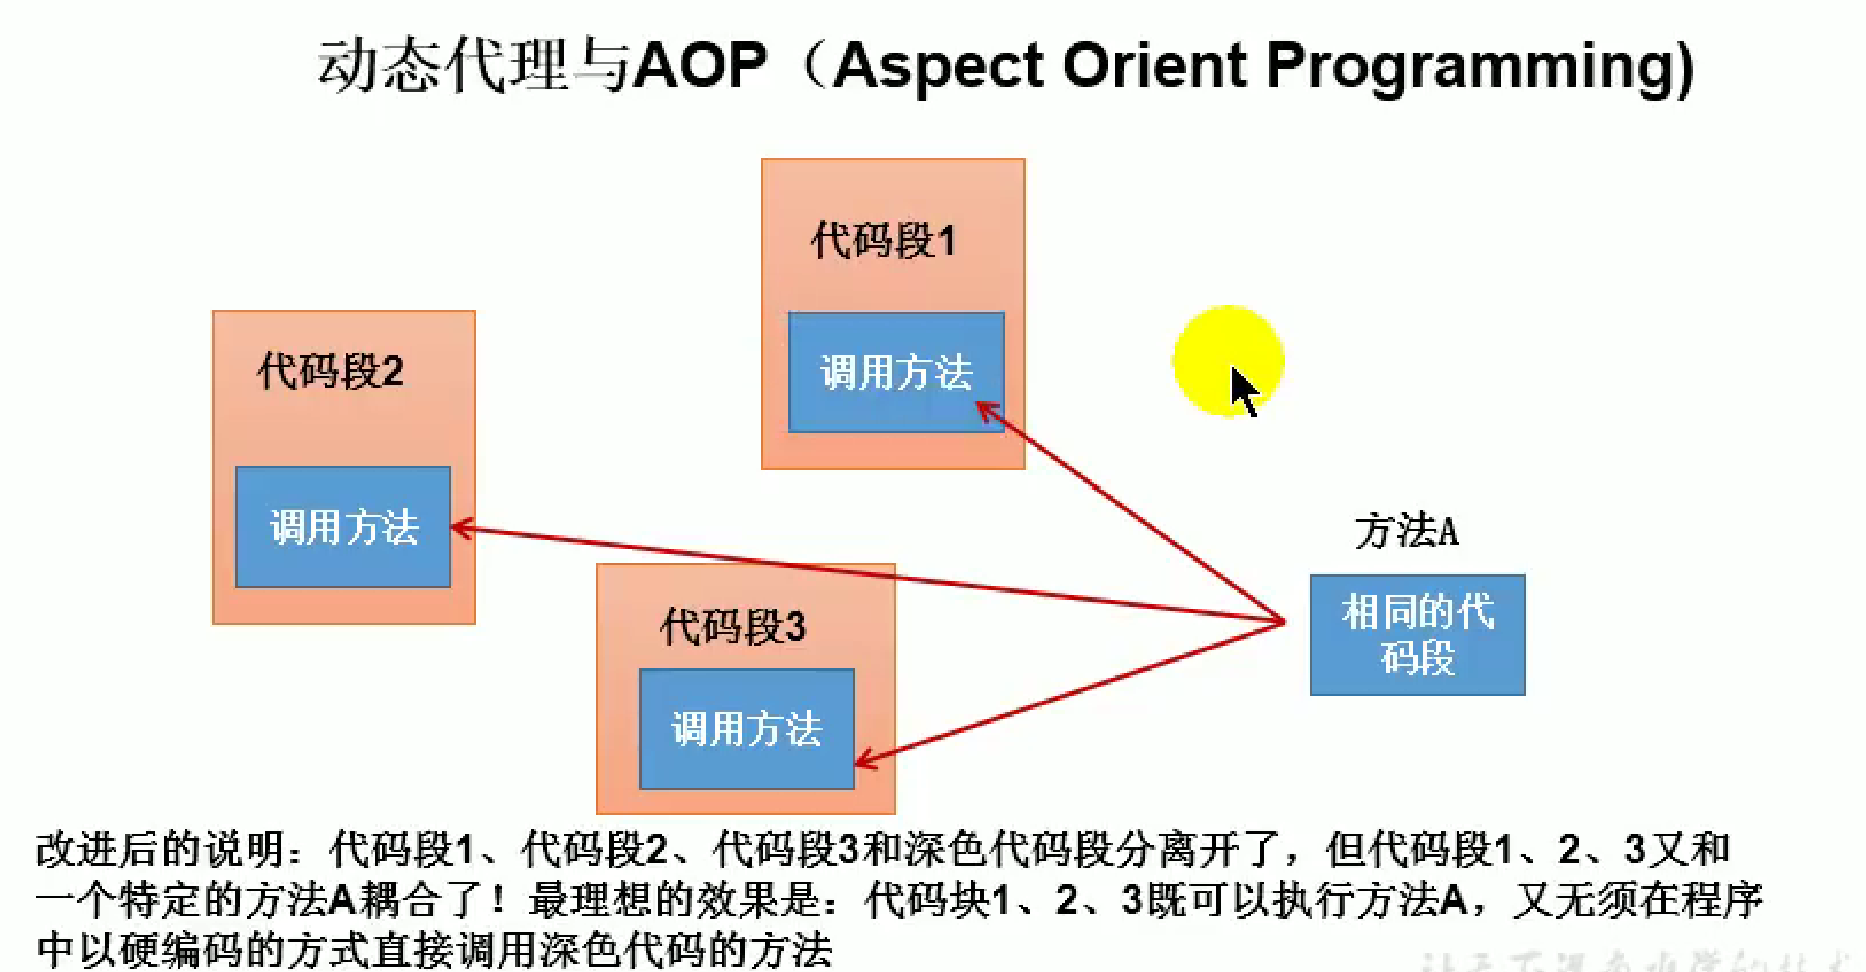 动态代理与AOP（Aspect Orient Programming)
代码段1
调用方法
代码段2
调用方法
代码段3
调用方法
方法A
相同的代
码段
改进后的说明：代码段1、代码段2、代码段3和深色代码段分离开了，但代码段1、2、3又和
一个特定的方法A耦合了！最理想的效果是：代码块1、2、3既可以执行方法A，又无须在程序
中以硬编码的方式直接调用深色代码的方法